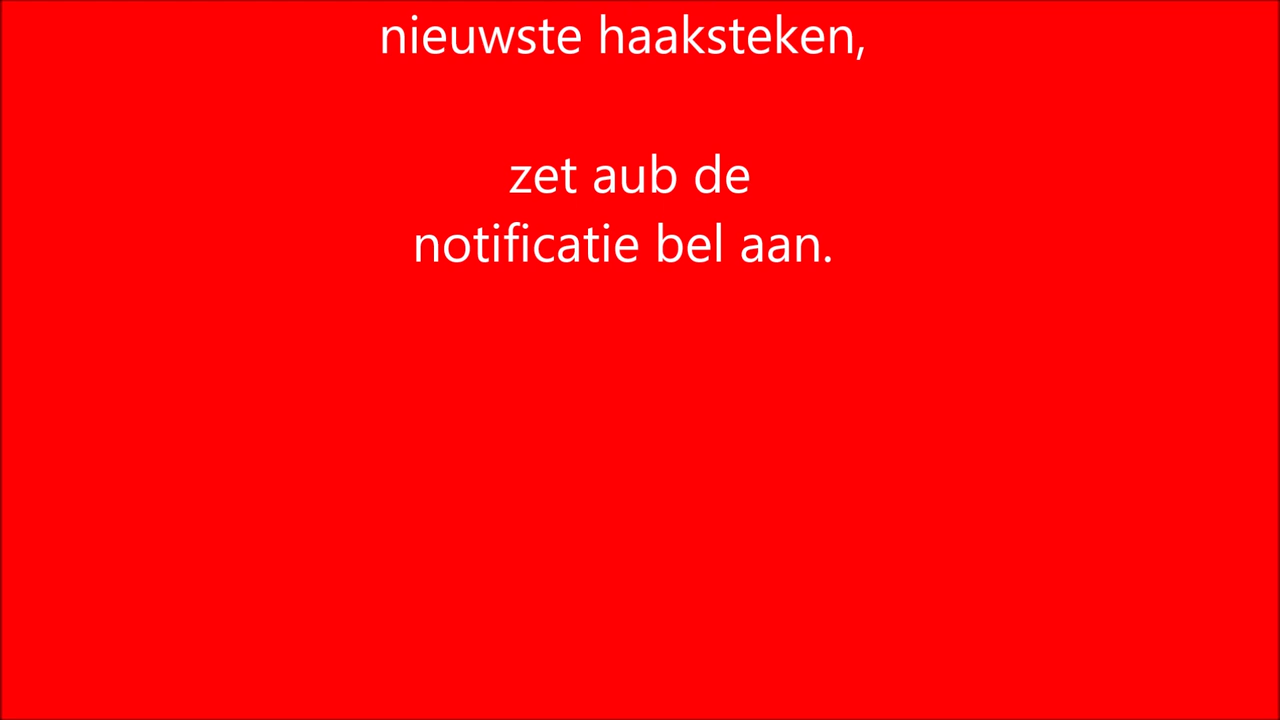 nieuwste haaksteken,
zet aub de
notificatie bel aan.